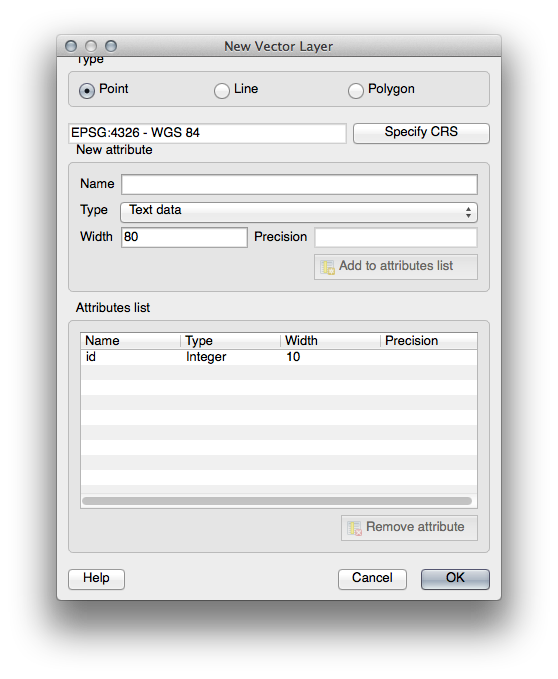 New Vector Layer
Type
Point Line Polygon
EPSG:4326 - WGS 84 Specify CRS
New attribute
Name
Type Text data
Width 80 Precision
Add to attributes list
Attributes list
Name Type Width Precision
id Integer 10
Remove attribute
Help Cancel OK